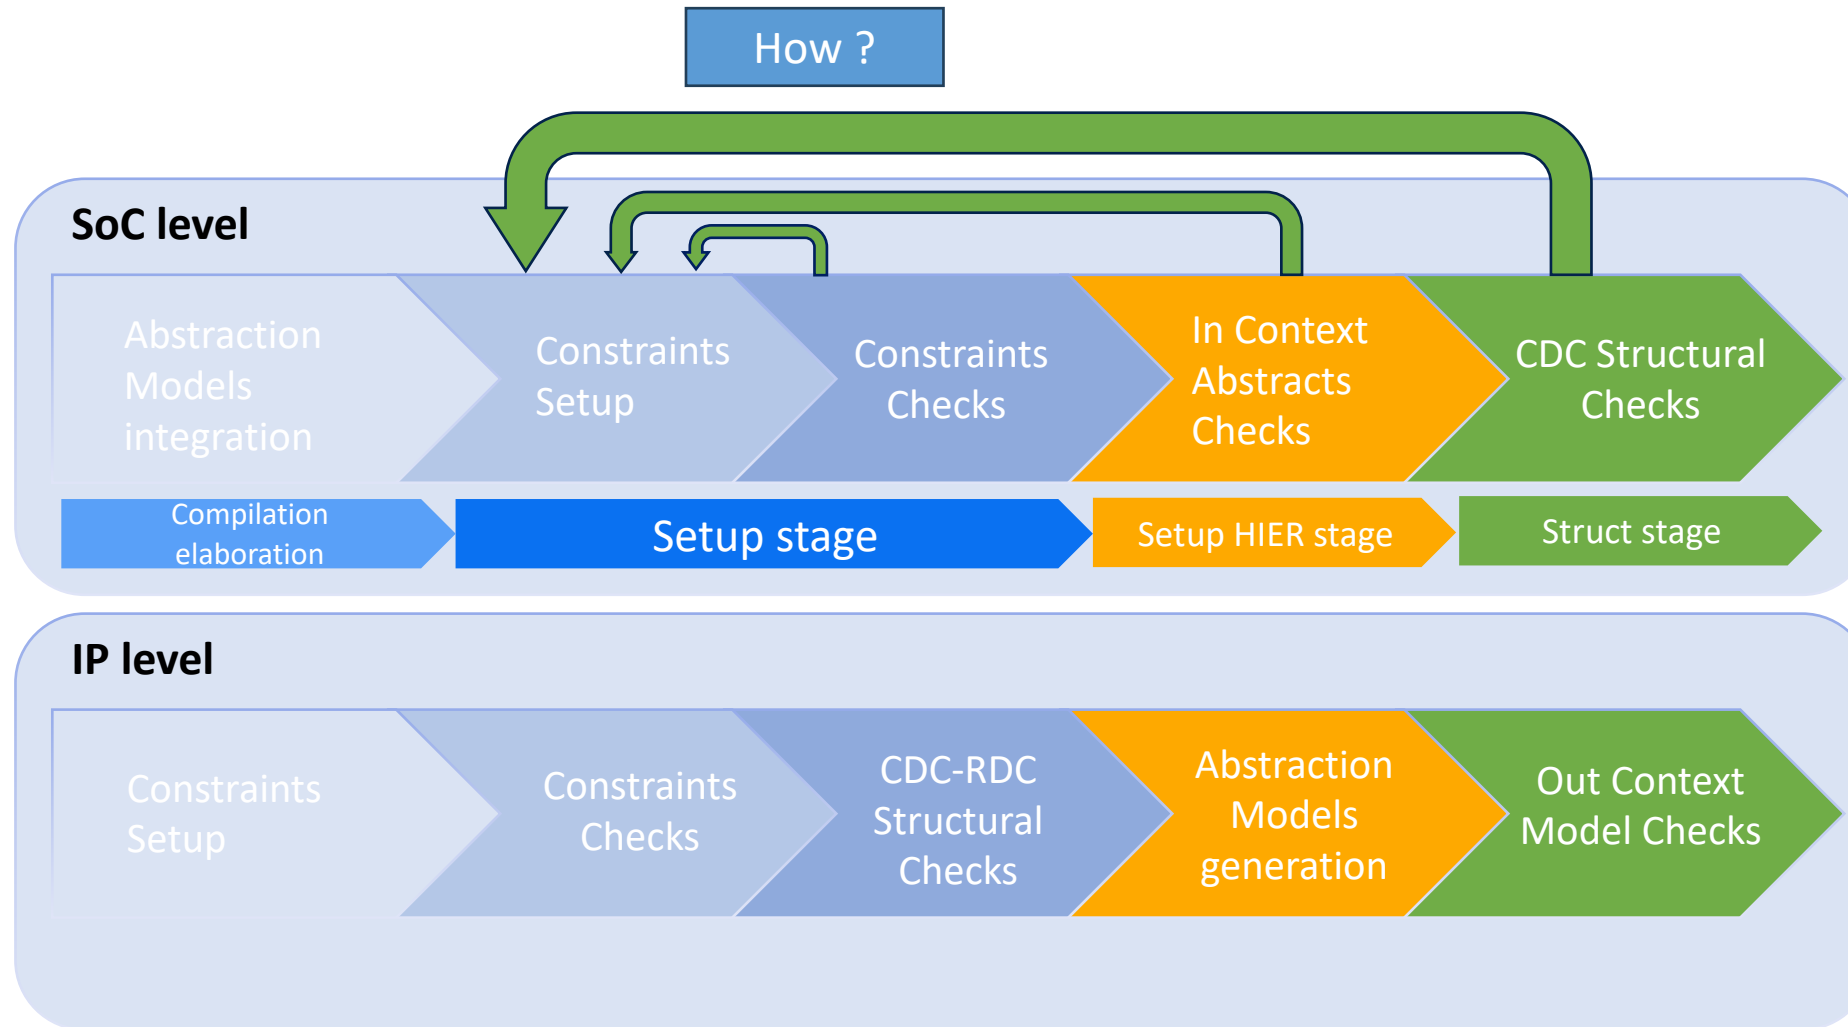 How ?
SoC level
Abstraction
Models
integration
Constraints
Setup
Constraints
Checks
In Context
Abstracts
Checks
CDC Structural
Checks
Compilation
elaboration
Setup stage
Setup HIER stage
Struct stage
IP level
Constraints
Setup
Constraints
Checks
CDC-RDC
Structural
Checks
Abstraction
Models
generation
Out Context
Model Checks